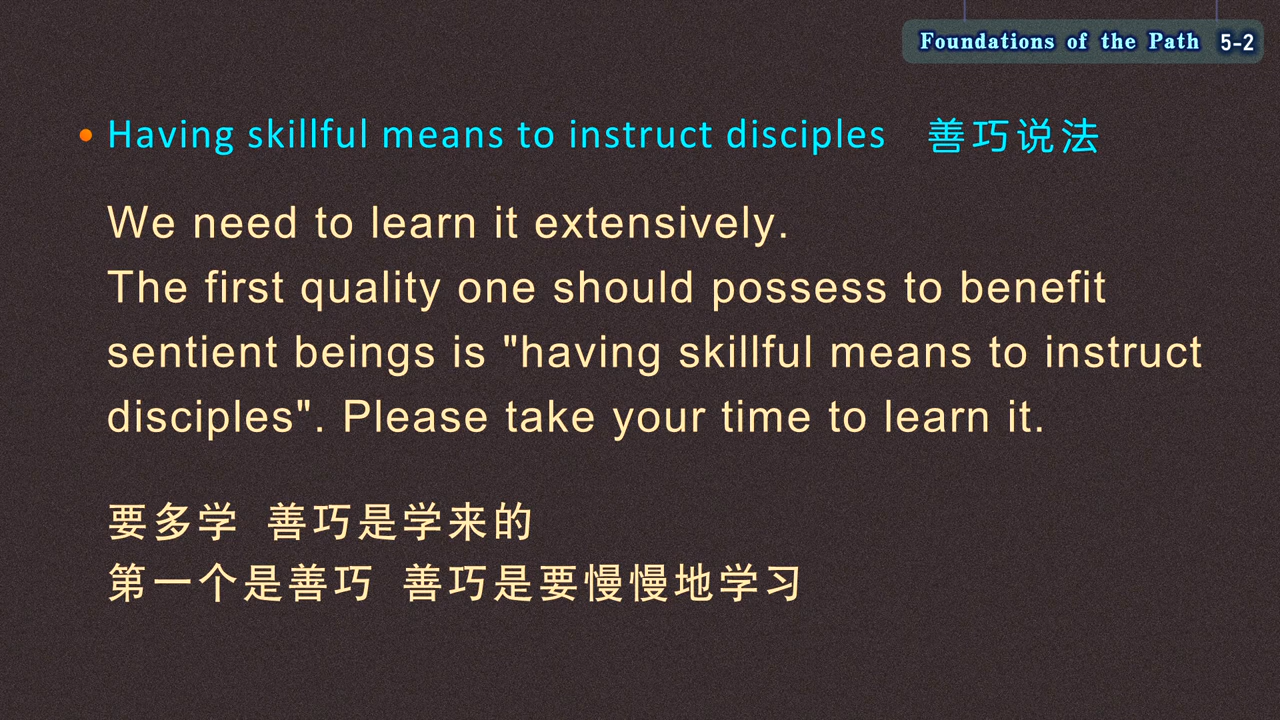 Foundations of the Path 5-2
• Having skillful means to instruct disciples 善巧说法
We need to learn it extensively.
The first quality one should possess to benefit
sentient beings is "having skillful means to instruct
disciples". Please take your time to learn it.
要多学 善巧是学来的
第一个是善巧 善巧是要慢慢地学习